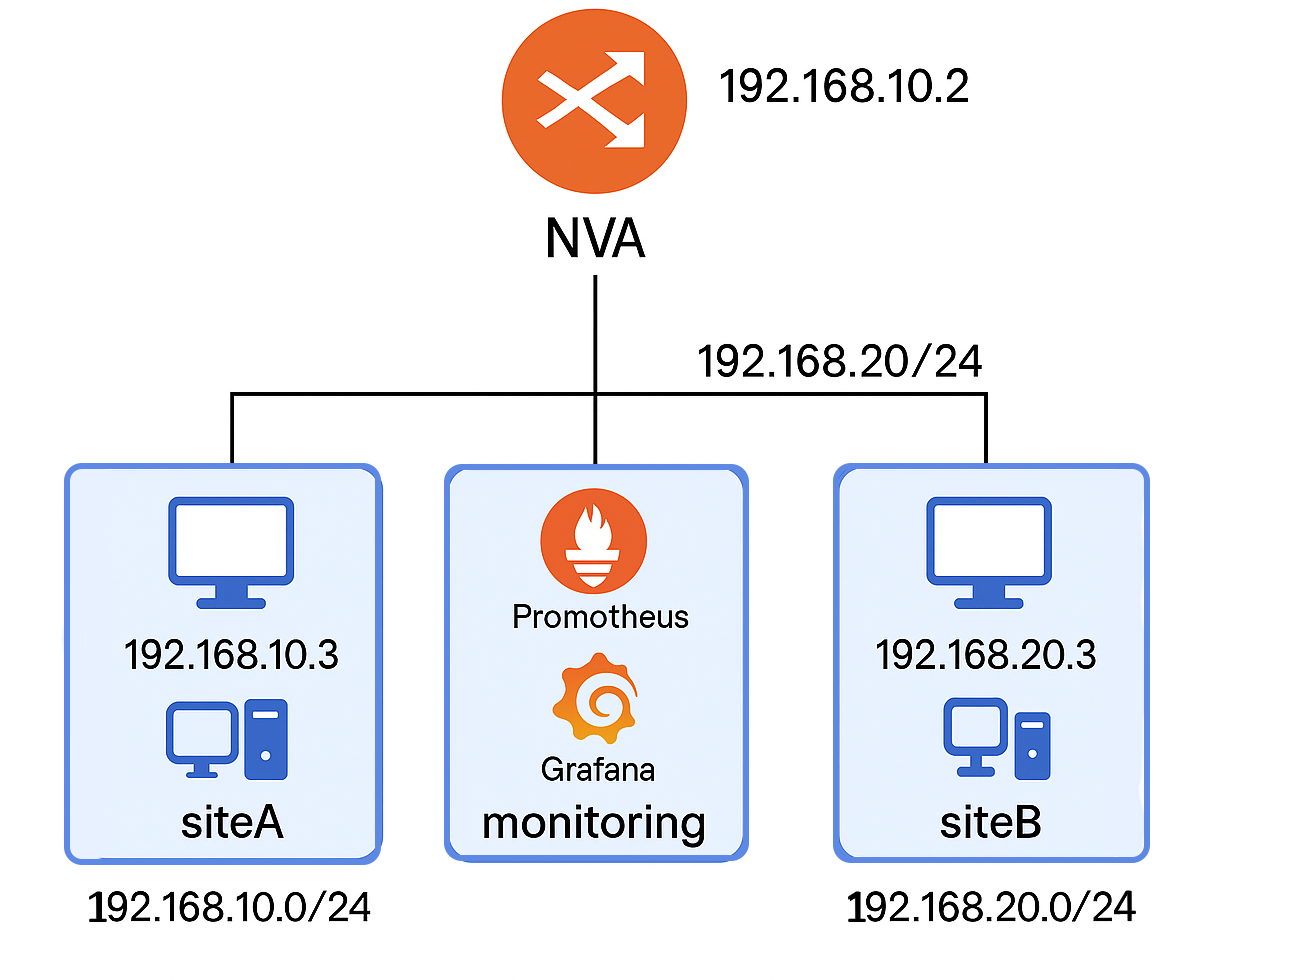 192.168.10.2
NVA
192.168.20/24
192.168.10.3
siteA
192.168.10.0/24
Promotheus
Grafana
monitoring
192.168.20.3
siteB
192.168.20.0/24